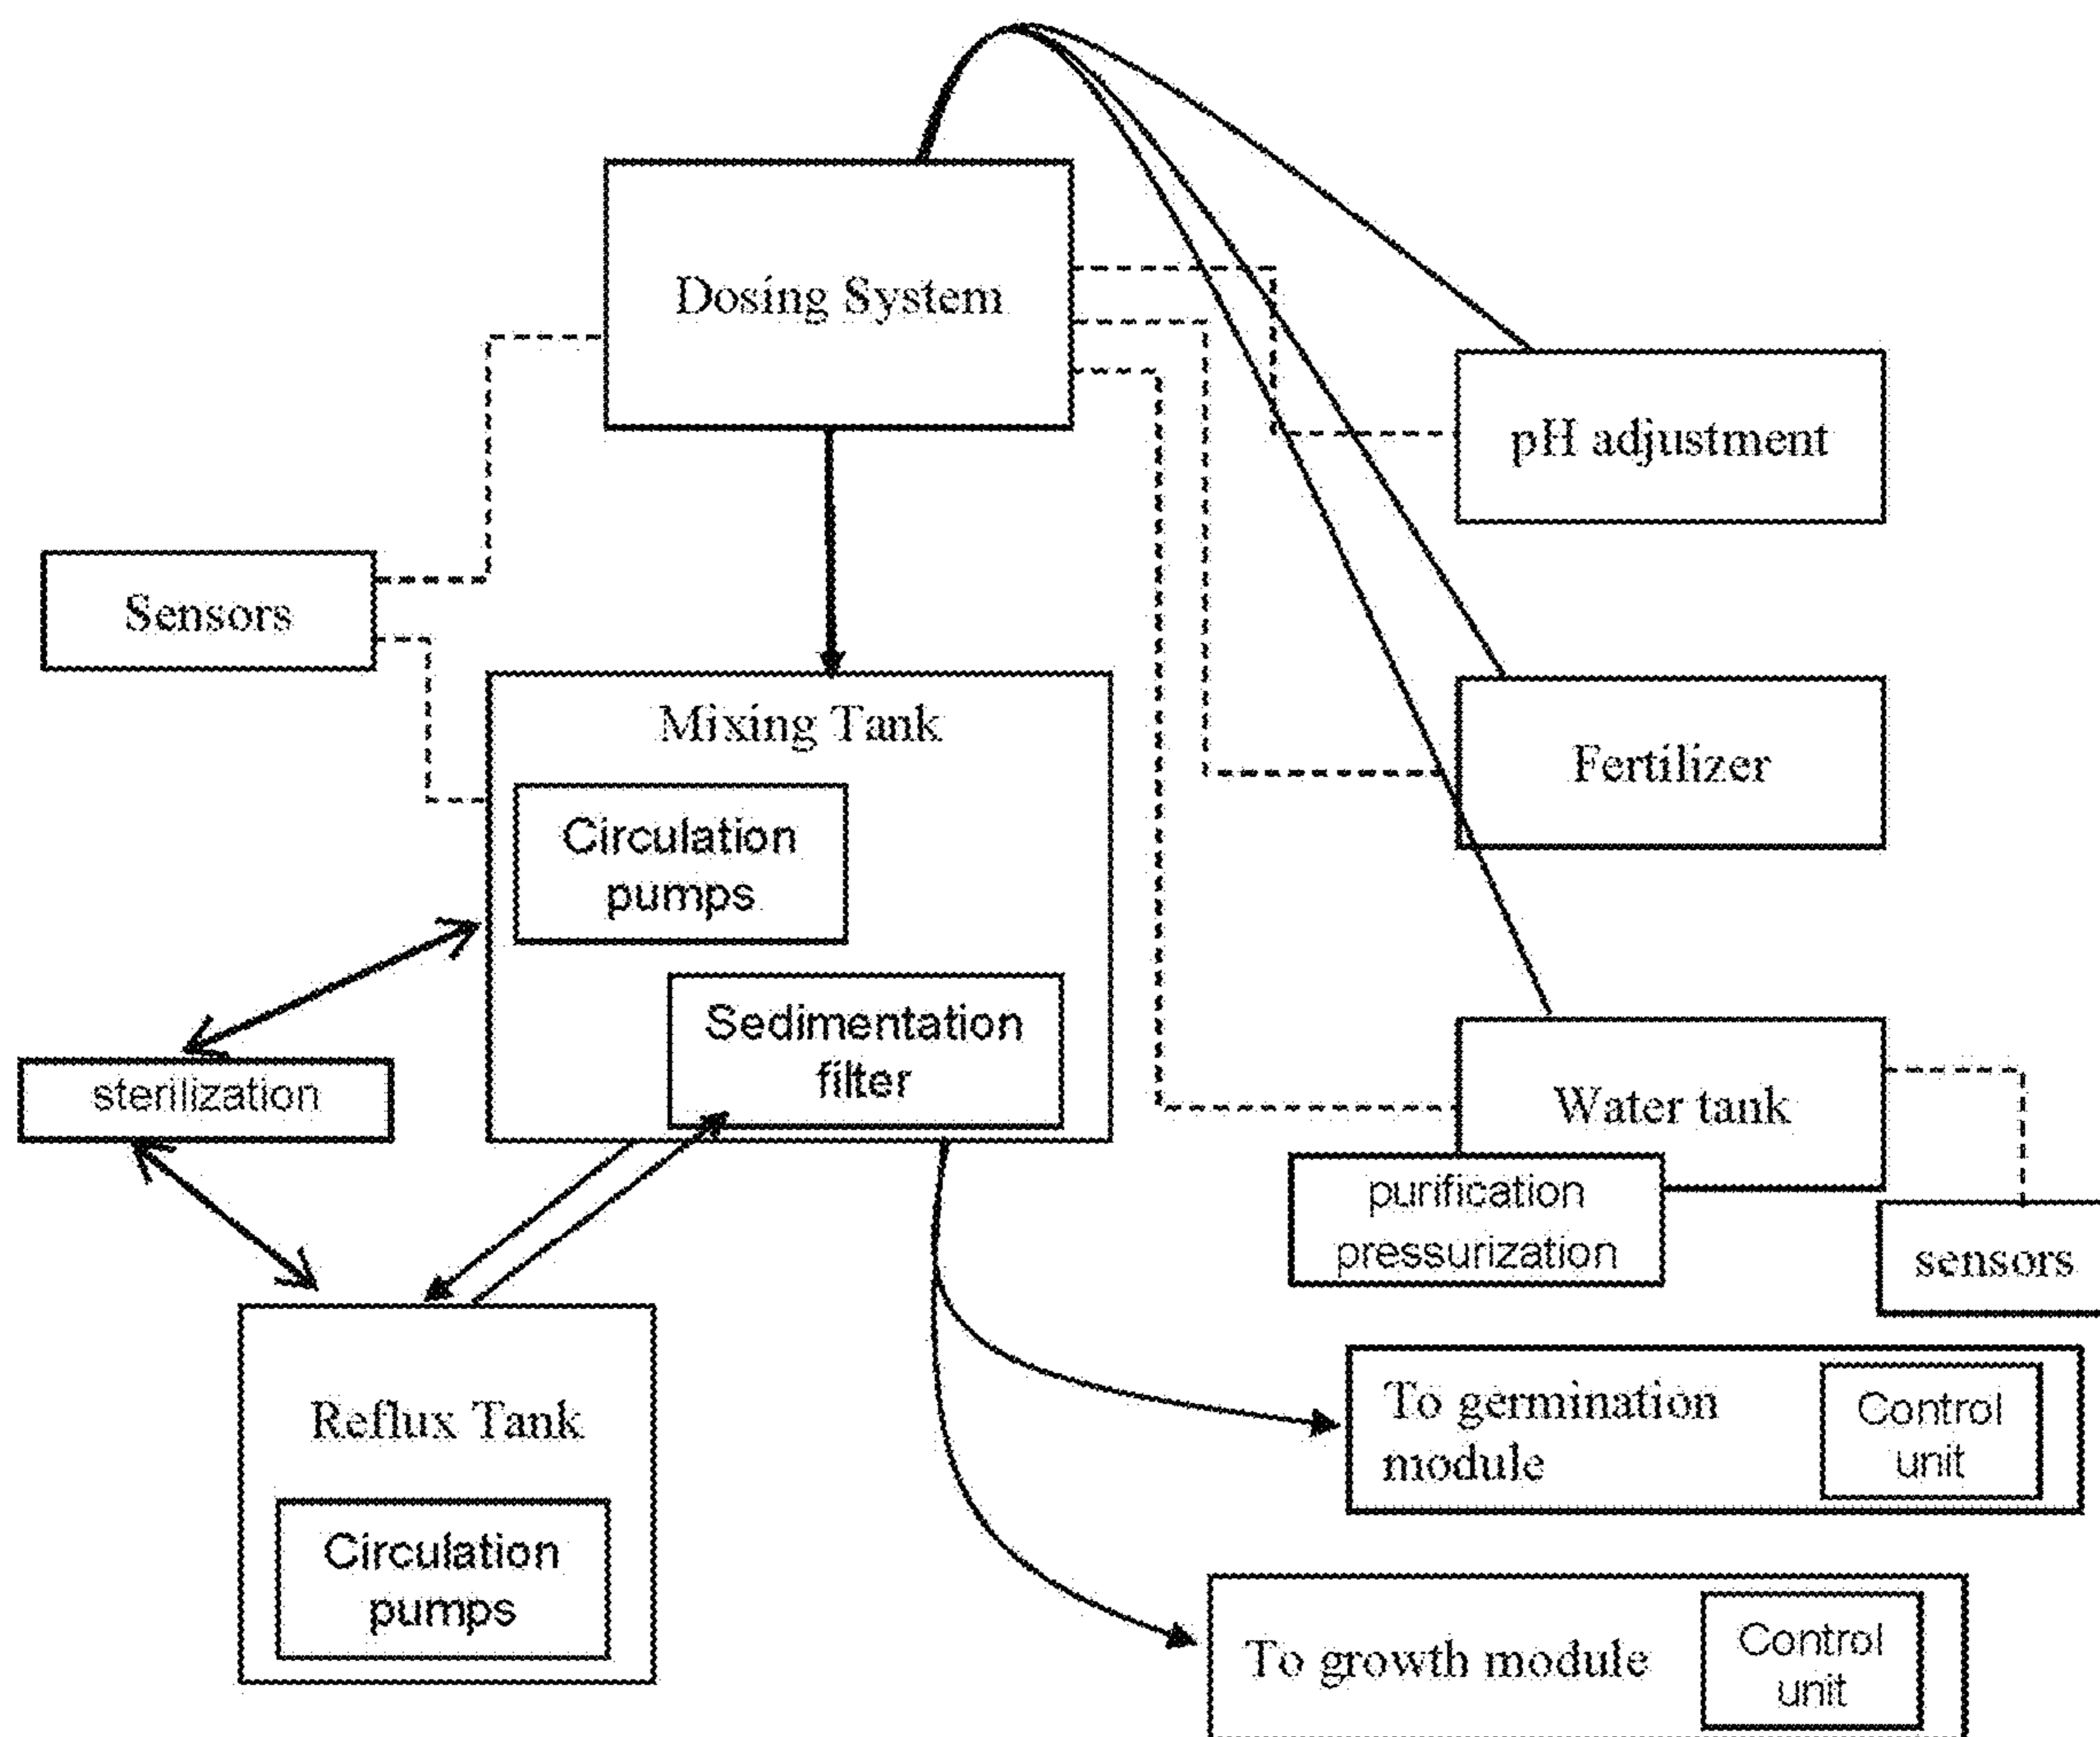 Dosing System
pH adjustment
Sensors
Mixing Tank
Fertilizer
Circulation
pumps
Sedimentation
filter
sterilization
Water tank
purification
pressurization
sensors
Reflux Tank
To germination
module
Control
unit
Circulation
pumps
To growth module
Control
unit